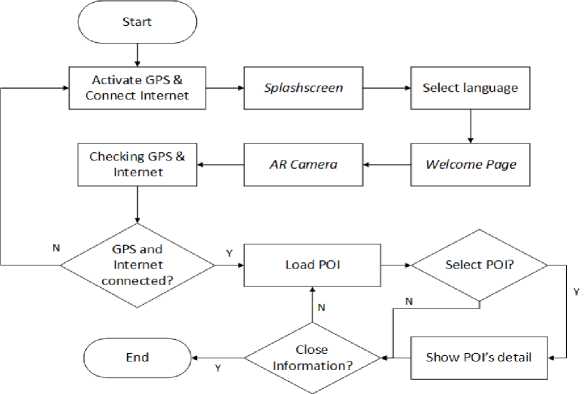 Start
Activate GPS &
Connect Internet
Splashscreen
Select language
Checking GPS &
Internet
AR Camera
Welcome Page
N
GPS and
Internet
connected?
Y
Load POI
Select POI?
N
N
Y
End
Y
Close
Information?
Show POI's detail